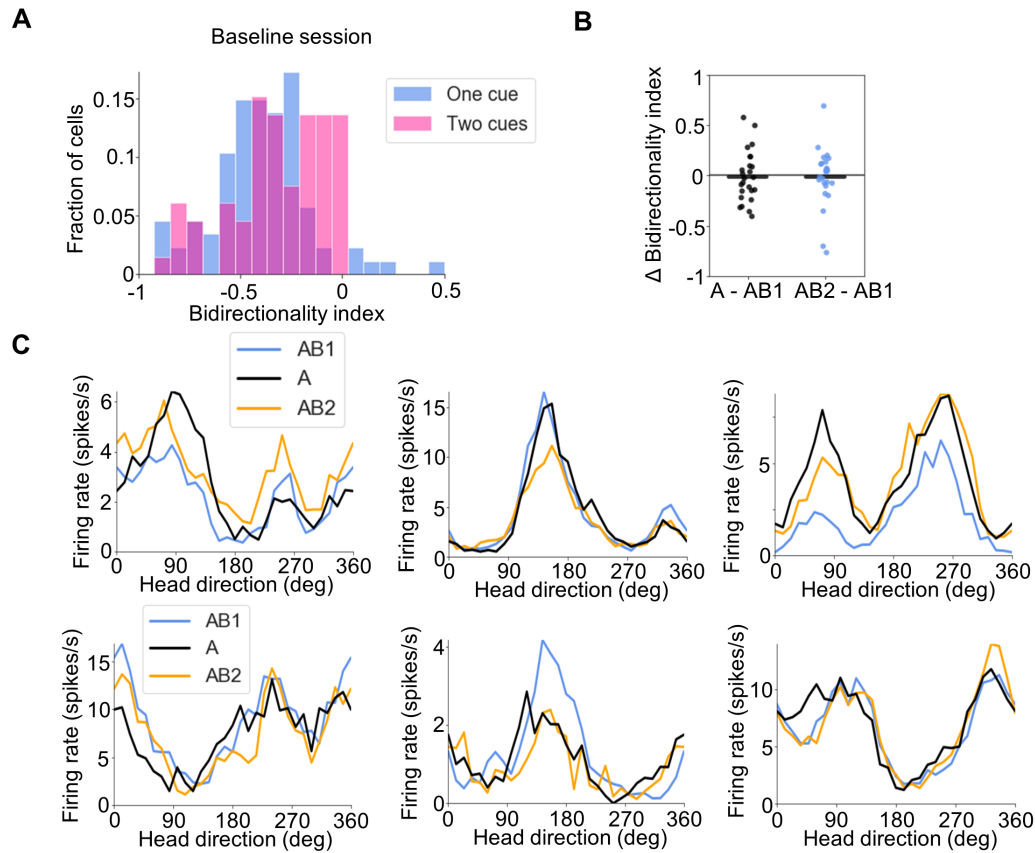 A
Baseline session
Fraction of cells
0.15
0.1
0.05
0
-1
-0.5
0
0.5
Bidirectionality index
One cue
Two cues
B
Δ Bidirectionality index
1
0.5
0
-0.5
-1
A - AB1
AB2 - AB1
C
AB1
A
AB2
Firing rate (spikes/s)
6
4
2
0
0 90 180 270 360
Head direction (deg)
Firing rate (spikes/s)
15
10
5
0
0 90 180 270 360
Head direction (deg)
Firing rate (spikes/s)
5
0
0 90 180 270 360
Head direction (deg)
AB1
A
AB2
Firing rate (spikes/s)
15
10
5
0
0 90 180 270 360
Head direction (deg)
Firing rate (spikes/s)
4
2
0
0 90 180 270 360
Head direction (deg)
Firing rate (spikes/s)
10
5
0
0 90 180 270 360
Head direction (deg)